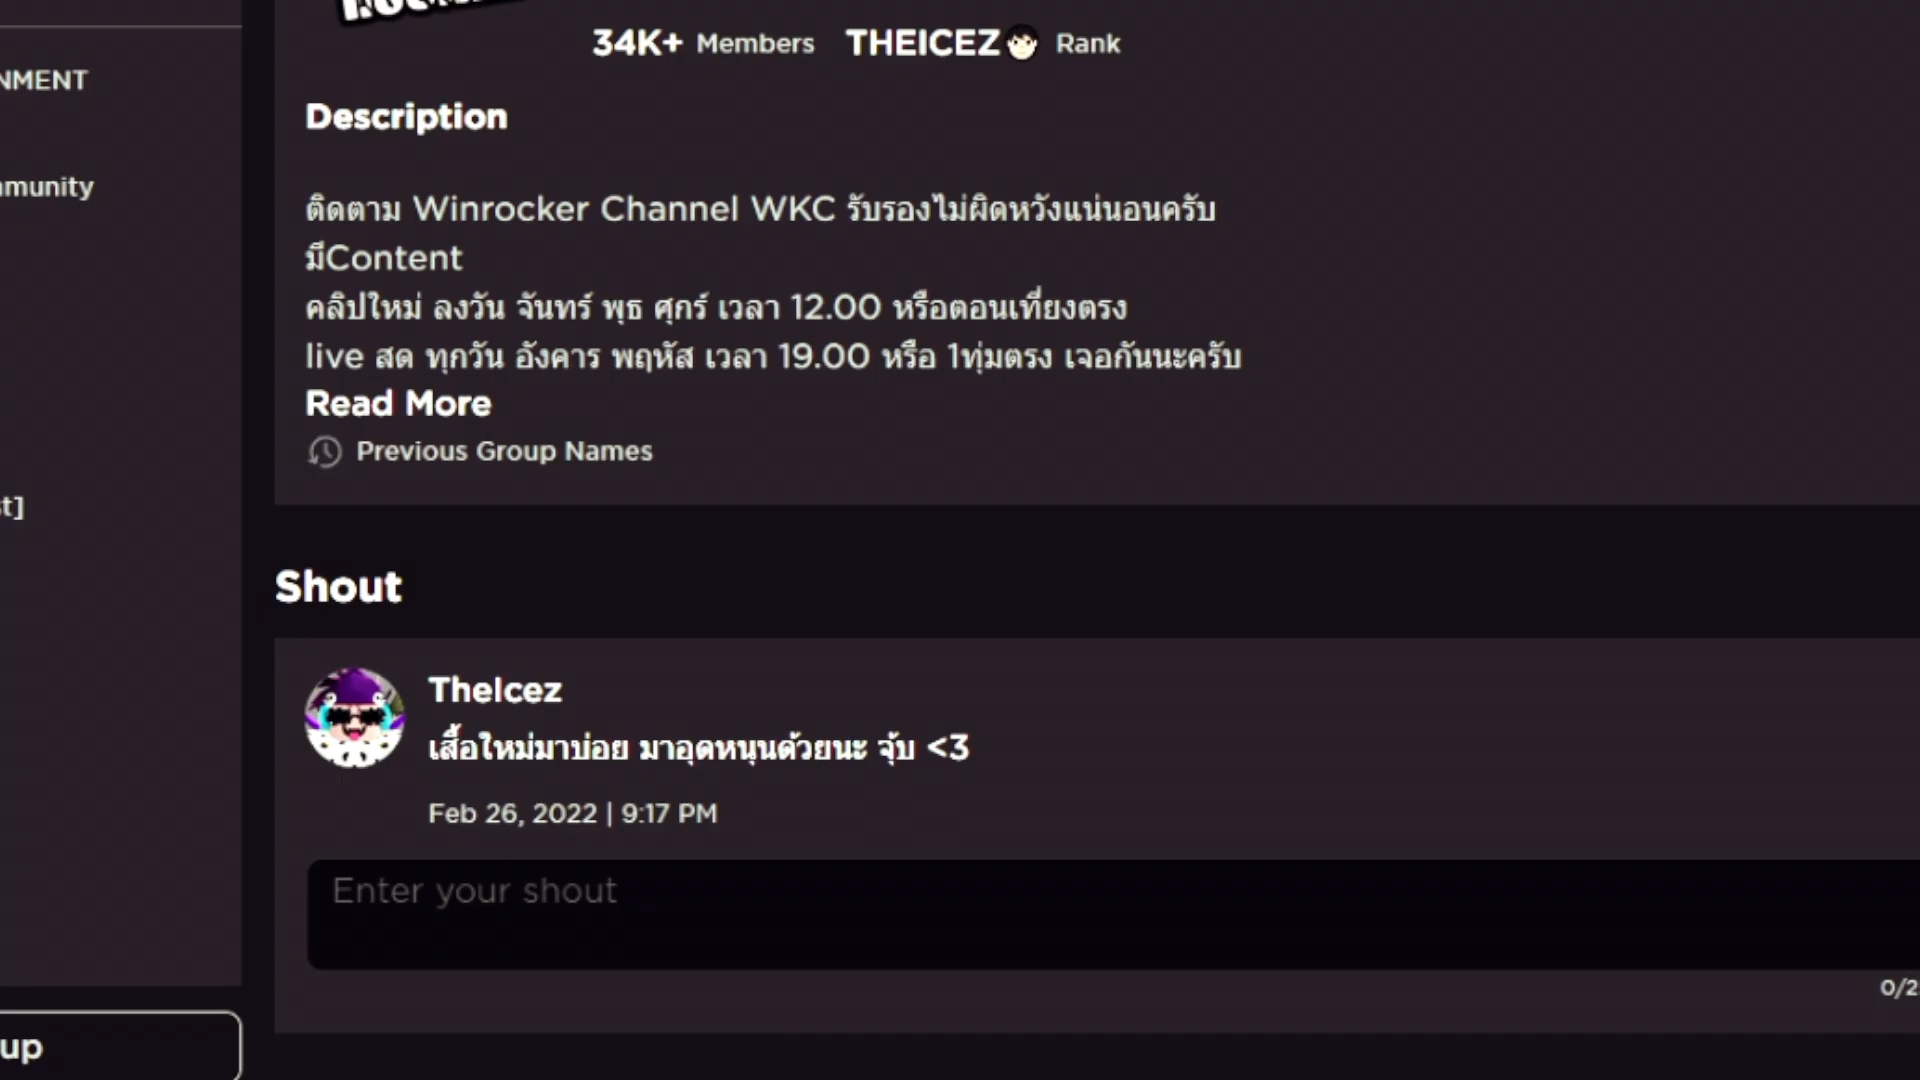 34K+ Members THEICEZ Rank
NMENT
Description
munity
ติดตาม Winrocker Channel WKC รับรองไม่ผิดหวังแน่นอนครับ
มีContent
คลิปใหม่ ลงวัน จันทร์ พุธ ศุกร์ เวลา 12.00 หรือตอนเที่ยงตรง
live สด ทุกวัน อังคาร พฤหัส เวลา 19.00 หรือ 1ทุ่มตรง เจอกันนะครับ
Read More
Previous Group Names
t]
Shout
TheIcez
เสื้อใหม่มาบ่อย มาอุดหนุนด้วยนะ จุ้บ <3
Feb 26, 2022 | 9:17 PM
Enter your shout
0/2
up